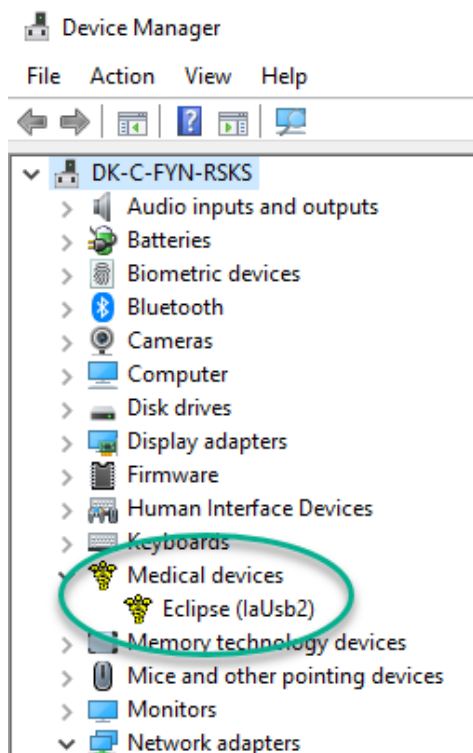 Device Manager
File Action View Help
DK-C-FYN-RSKS
Audio inputs and outputs
Batteries
Biometric devices
Bluetooth
Cameras
Computer
Disk drives
Display adapters
Firmware
Human Interface Devices
Keyboards
Medical devices
Eclipse (IaUsb2)
Memory technology devices
Mice and other pointing devices
Monitors
Network adapters